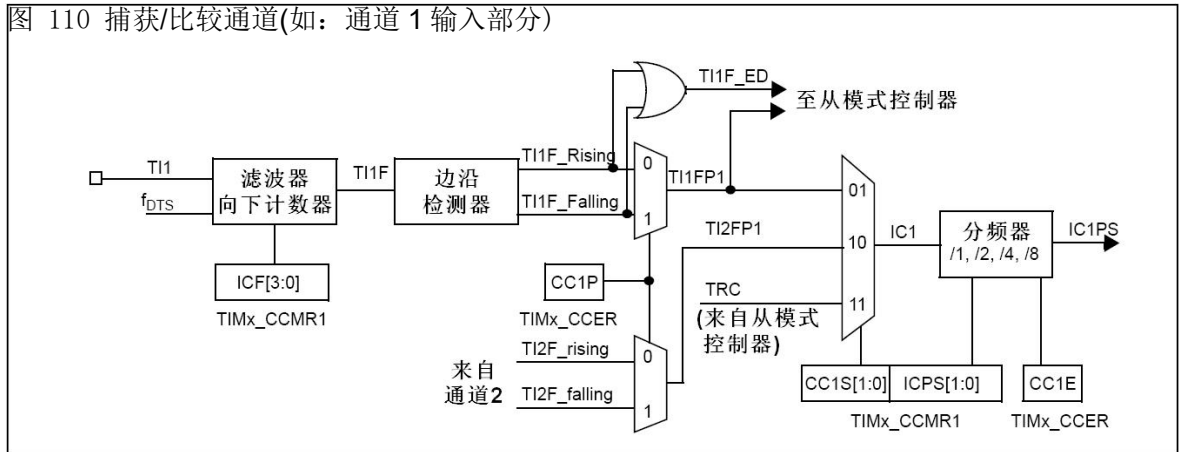 图 110 捕获/比较通道(如：通道 1 输入部分)
TI1F_ED
至从模式控制器
TI1
fDTS
滤波器
向下计数器
TI1F
边沿
检测器
TI1F_Rising
TI1F_Falling
0
1
TI1FP1
01
10
11
TI2FP1
TRC
(来自从模式
控制器)
IC1
分频器
/1, /2, /4, /8
IC1PS
ICF[3:0]
TIMx_CCMR1
CC1P
TIMx_CCER
来自
通道2
TI2F_rising
TI2F_falling
0
1
CC1S[1:0]
ICPS[1:0]
TIMx_CCMR1
CC1E
TIMx_CCER